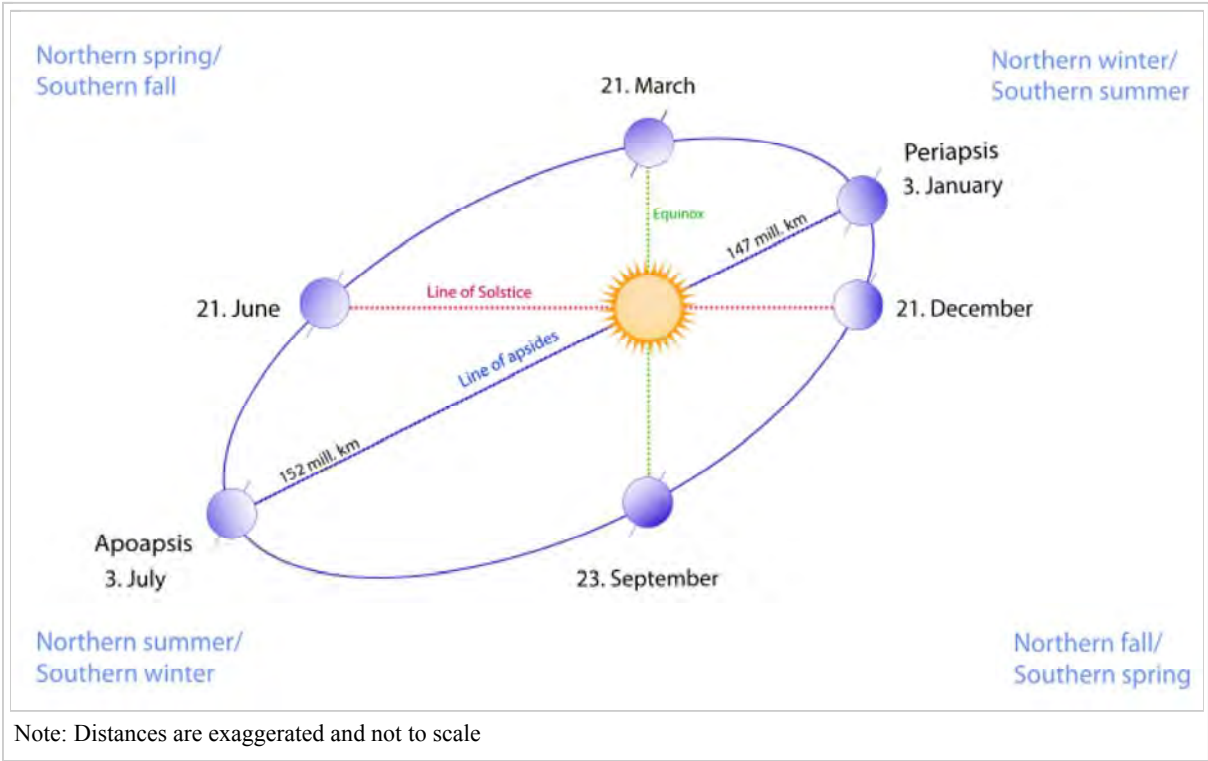 Northern spring/
Southern fall
Northern winter/
Southern summer
21. March
Periapsis
3. January
Equinox
147 mill. km
21. June
Line of Solstice
21. December
Line of apsides
152 mill. km
Apoapsis
3. July
23. September
Northern summer/
Southern winter
Northern fall/
Southern spring
Note: Distances are exaggerated and not to scale